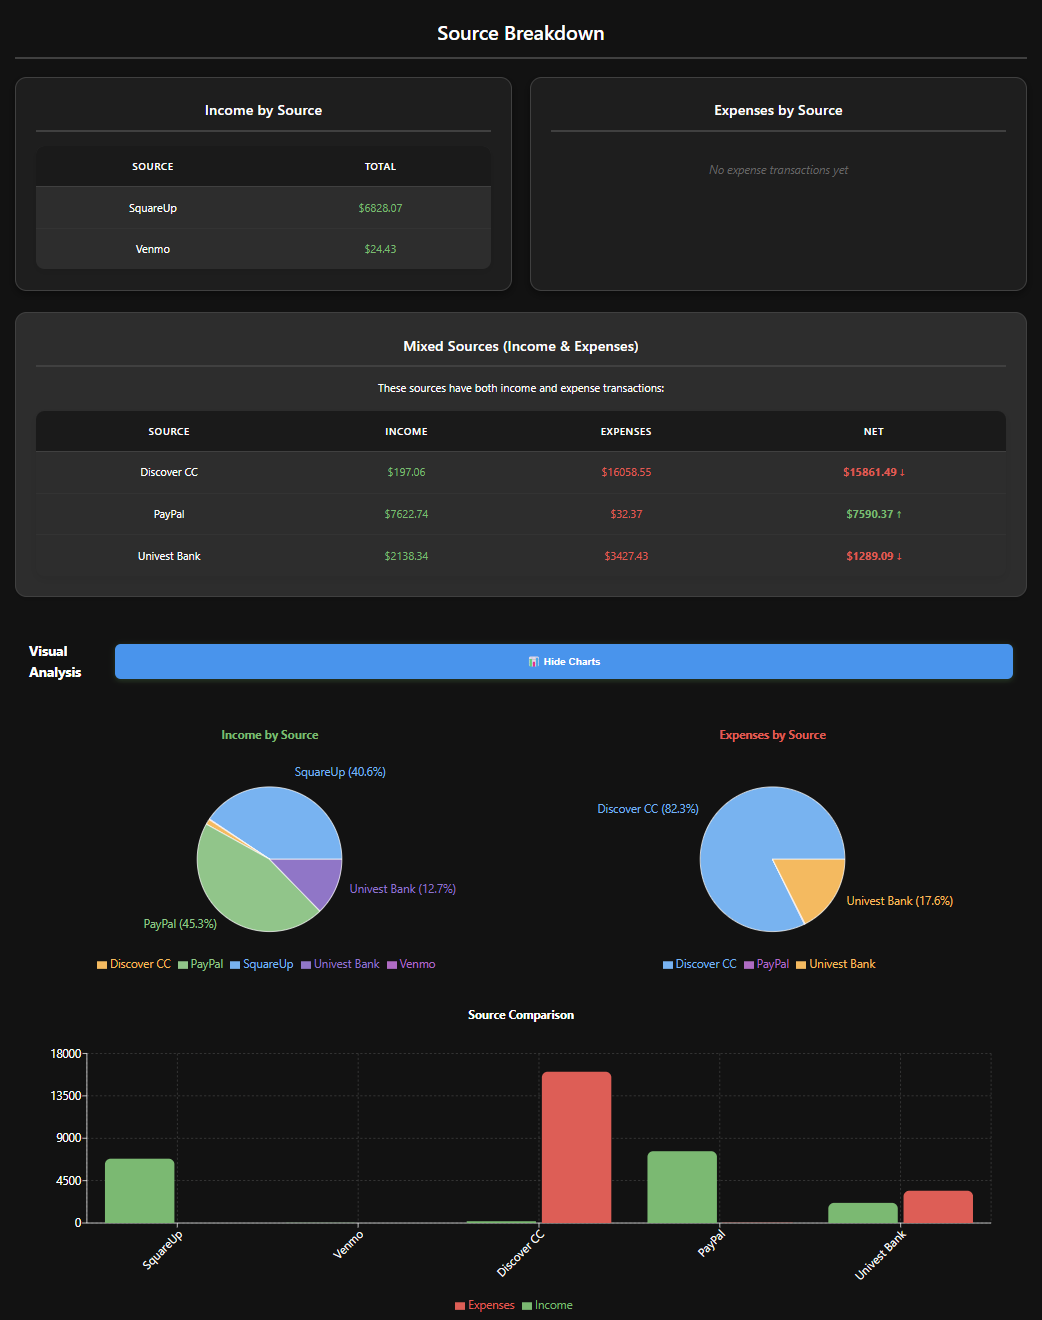 Source Breakdown
Income by Source
SOURCE TOTAL
SquareUp $6828.07
Venmo $24.43
Expenses by Source
No expense transactions yet
Mixed Sources (Income & Expenses)
These sources have both income and expense transactions:
SOURCE INCOME EXPENSES NET
Discover CC $197.06 $16058.55 $15861.49 ↓
PayPal $7622.74 $32.37 $7590.37 ↑
Univest Bank $2138.34 $3427.43 $1289.09 ↓
Visual
Analysis
📊 Hide Charts
Income by Source
SquareUp (40.6%)
Univest Bank (12.7%)
PayPal (45.3%)
Discover CC PayPal SquareUp Univest Bank Venmo
Expenses by Source
Discover CC (82.3%)
Univest Bank (17.6%)
Discover CC PayPal Univest Bank
Source Comparison
18000
13500
9000
4500
0
SquareUp Venmo Discover CC PayPal Univest Bank
Expenses Income